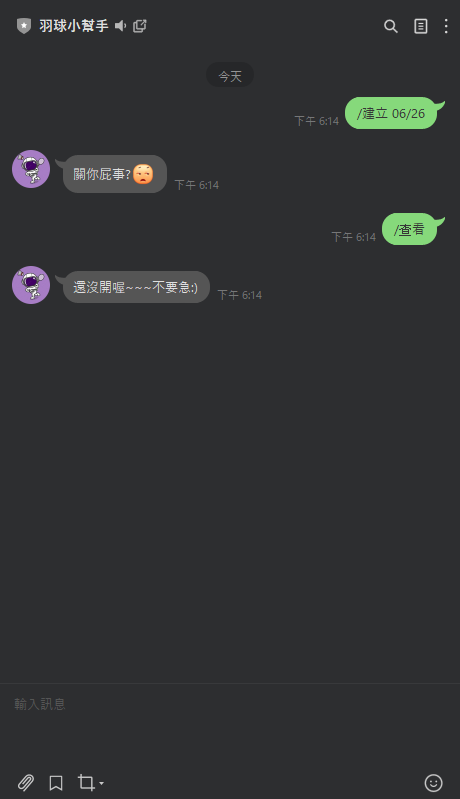 羽球小幫手
今天
下午 6:14 /建立 06/26
關你屁事? 下午 6:14
下午 6:14 /查看
還沒開喔~~~不要急:) 下午 6:14
輸入訊息